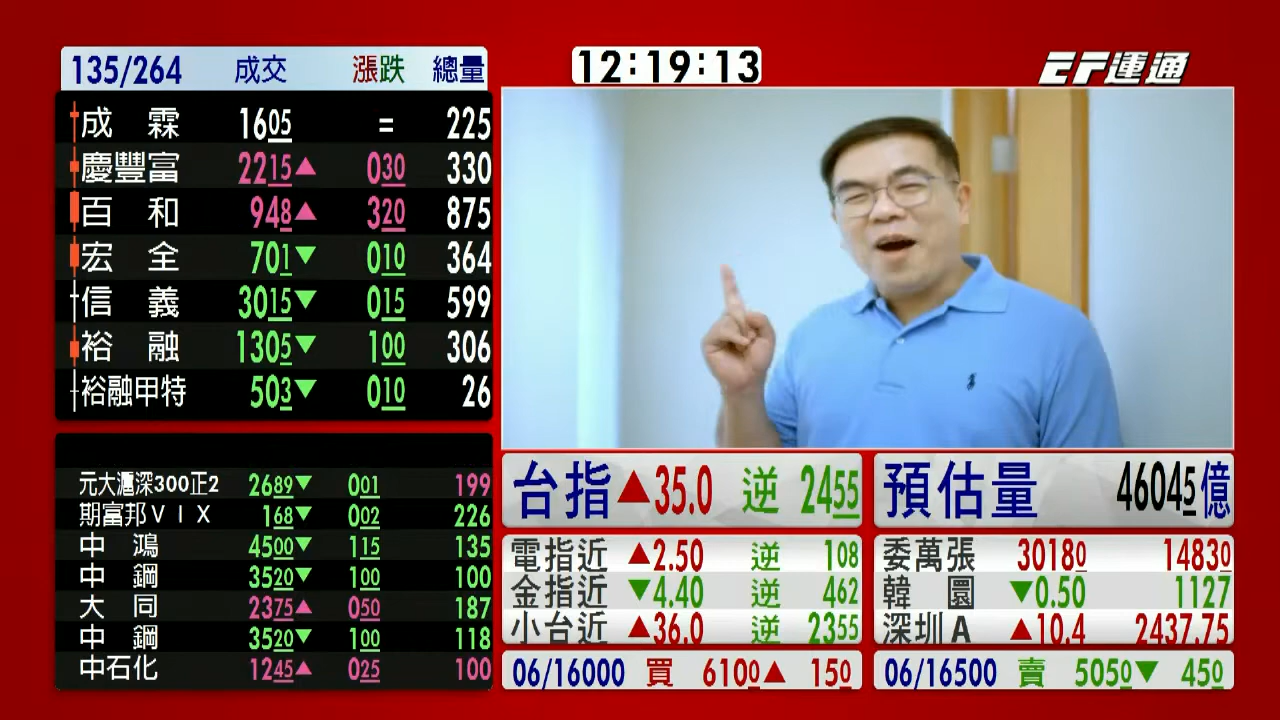 135/264 成交 漲跌 總量
成霖 1605 = 225
慶豐富 2215▲ 030 330
百和 948▲ 320 875
宏全 701▼ 010 364
信義 3015▼ 015 599
裕融 1305▼ 100 306
裕融甲特 503▼ 010 26
元大滬深300正2 2689▼ 001 199
期富邦VIX 168▼ 002 226
中鴻 4500▼ 115 135
中鋼 3520▼ 100 100
大同 2375▲ 050 187
中鋼 3520▼ 100 118
中石化 1245▲ 025 100
12:19:13
EF運通
台指▲35.0 逆 2455
預估量 46045億
電指近 ▲2.50 逆 108
金指近 ▼4.40 逆 462
小台近 ▲36.0 逆 2355
委萬張 30180 14830
韓國 ▼0.50 1127
深圳A ▲10.4 2437.75
06/16000 買 6100▲ 150
06/16500 賣 5050▼ 450